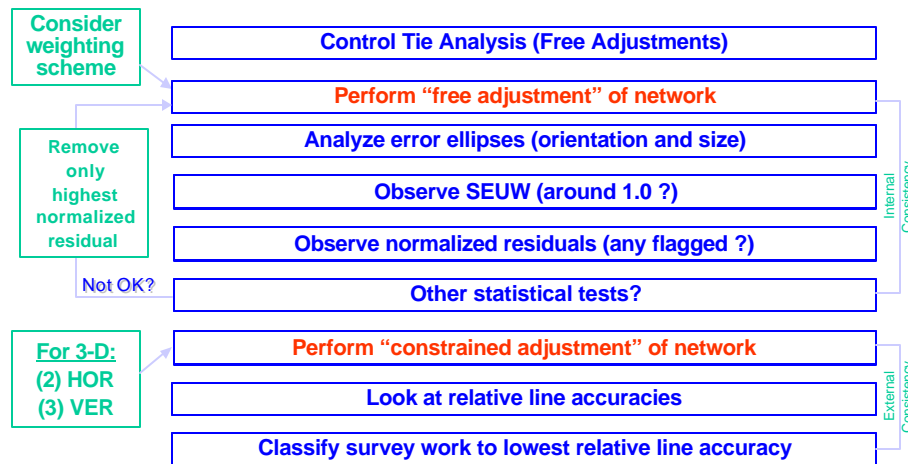 Consider
weighting
scheme
Control Tie Analysis (Free Adjustments)
Perform “free adjustment” of network
Analyze error ellipses (orientation and size)
Remove
only
highest
normalized
residual
Observe SEUW (around 1.0 ?)
Observe normalized residuals (any flagged ?)
Not OK?
Other statistical tests?
Internal
Consistency
For 3-D:
(2) HOR
(3) VER
Perform “constrained adjustment” of network
Look at relative line accuracies
Classify survey work to lowest relative line accuracy
External
Consistency